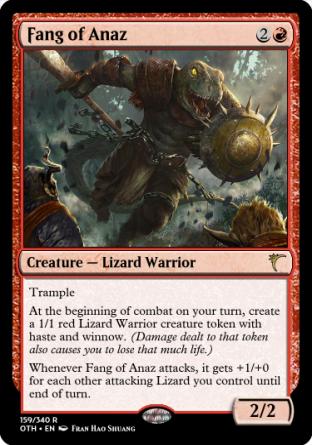 Fang of Anaz 2
Creature — Lizard Warrior
Trample
At the beginning of combat on your turn, create
a 1/1 red Lizard Warrior creature token with
haste and winnow. (Damage dealt to that token
also causes you to lose that much life.)
Whenever Fang of Anaz attacks, it gets +1/+0
for each other attacking Lizard you control until
end of turn.
2/2
159/340 R
OTH • EN Fran Hao Shuang